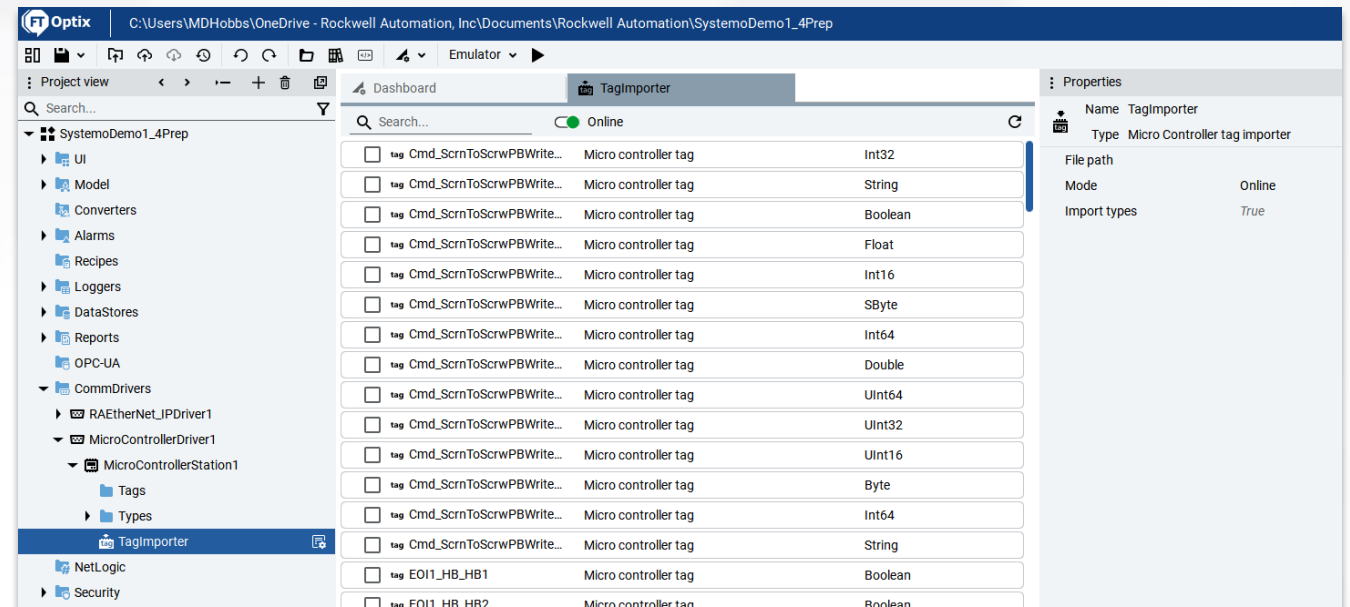 FT Optix C:\Users\MDHobbs\OneDrive - Rockwell Automation, Inc\Documents\Rockwell Automation\SystemoDemo1_4Prep
Emulator
Project view
Search...
SystemoDemo1_4Prep
UI
Model
Converters
Alarms
Recipes
Loggers
DataStores
Reports
OPC-UA
CommDrivers
RAEtherNet_IPDriver1
MicroControllerDriver1
MicroControllerStation1
Tags
Types
TagImporter
NetLogic
Security
Dashboard TagImporter
Search... Online
tag Cmd_ScrnToScrwPBWrite... Micro controller tag Int32
tag Cmd_ScrnToScrwPBWrite... Micro controller tag String
tag Cmd_ScrnToScrwPBWrite... Micro controller tag Boolean
tag Cmd_ScrnToScrwPBWrite... Micro controller tag Float
tag Cmd_ScrnToScrwPBWrite... Micro controller tag Int16
tag Cmd_ScrnToScrwPBWrite... Micro controller tag SByte
tag Cmd_ScrnToScrwPBWrite... Micro controller tag Int64
tag Cmd_ScrnToScrwPBWrite... Micro controller tag Double
tag Cmd_ScrnToScrwPBWrite... Micro controller tag UInt64
tag Cmd_ScrnToScrwPBWrite... Micro controller tag UInt32
tag Cmd_ScrnToScrwPBWrite... Micro controller tag UInt16
tag Cmd_ScrnToScrwPBWrite... Micro controller tag Byte
tag Cmd_ScrnToScrwPBWrite... Micro controller tag Int64
tag Cmd_ScrnToScrwPBWrite... Micro controller tag String
tag EOI1_HB_HB1 Micro controller tag Boolean
tag EOI1_HB_HB2 Micro controller tag Boolean
Properties
Name TagImporter
tag Type Micro Controller tag importer
File path
Mode Online
Import types True